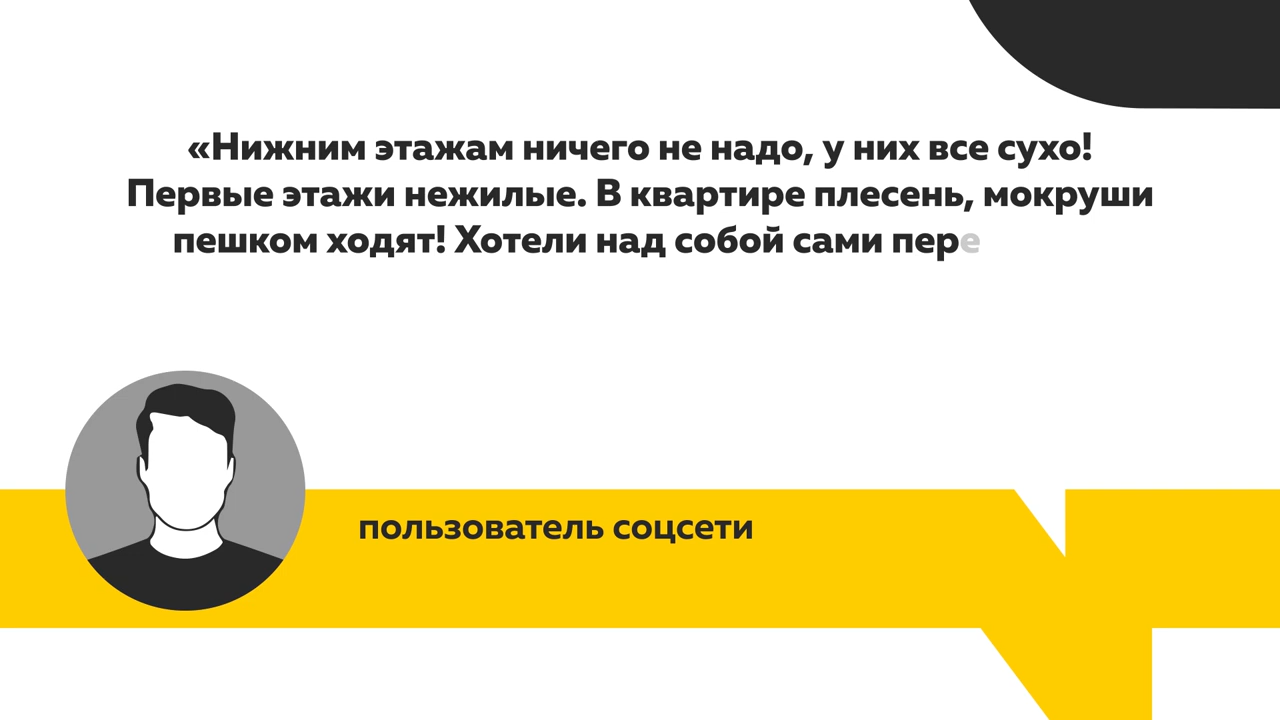 «Нижним этажам ничего не надо, у них все сухо!
Первые этажи нежилые. В квартире плесень, мокруши
пешком ходят! Хотели над собой сами пере
пользователь соцсети